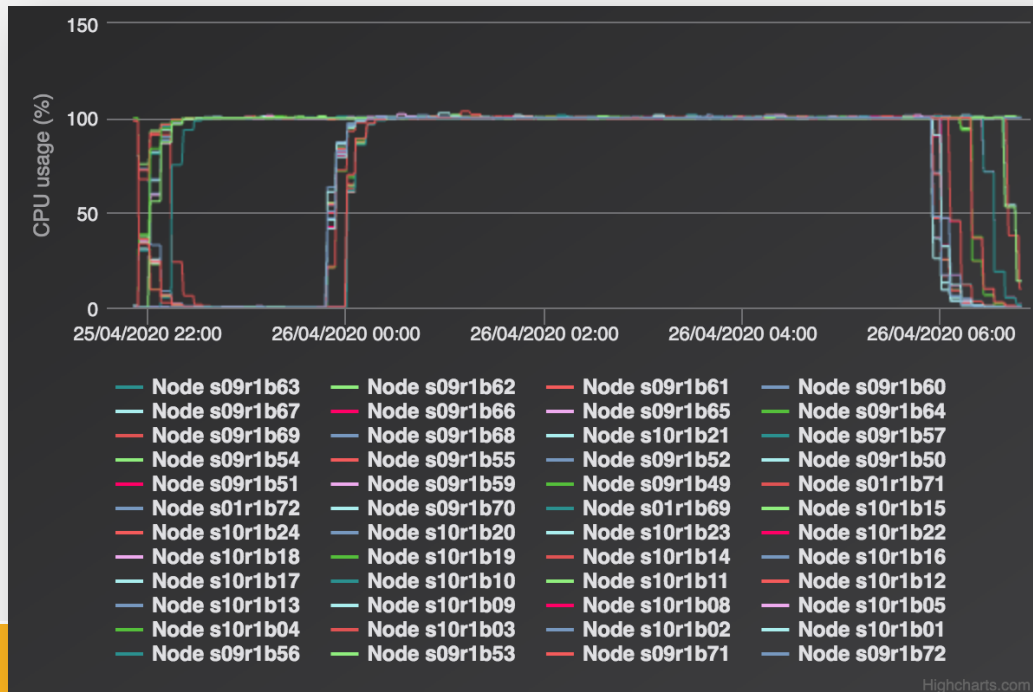 150
100
50
0
CPU usage (%)
25/04/2020 22:00 26/04/2020 00:00 26/04/2020 02:00 26/04/2020 04:00 26/04/2020 06:00
Node s09r1b63 Node s09r1b62 Node s09r1b61 Node s09r1b60
Node s09r1b67 Node s09r1b66 Node s09r1b65 Node s09r1b64
Node s09r1b69 Node s09r1b68 Node s10r1b21 Node s09r1b57
Node s09r1b54 Node s09r1b55 Node s09r1b52 Node s09r1b50
Node s09r1b51 Node s09r1b59 Node s09r1b49 Node s01r1b71
Node s01r1b72 Node s09r1b70 Node s01r1b69 Node s10r1b15
Node s10r1b24 Node s10r1b20 Node s10r1b23 Node s10r1b22
Node s10r1b18 Node s10r1b19 Node s10r1b14 Node s10r1b16
Node s10r1b17 Node s10r1b10 Node s10r1b11 Node s10r1b12
Node s10r1b13 Node s10r1b09 Node s10r1b08 Node s10r1b05
Node s10r1b04 Node s10r1b03 Node s10r1b02 Node s10r1b01
Node s09r1b56 Node s09r1b53 Node s09r1b71 Node s09r1b72
Highcharts.com